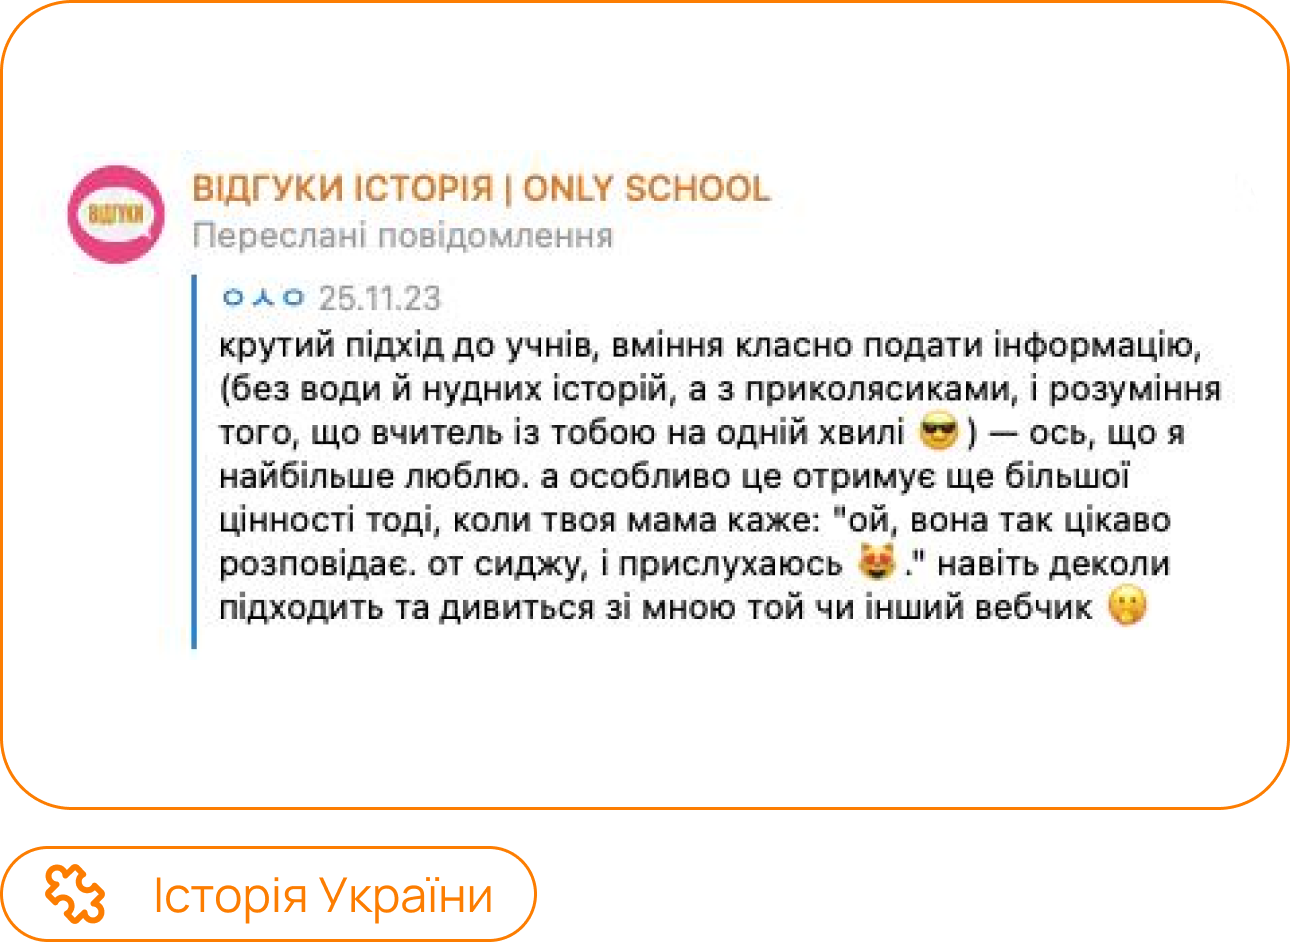 ВІДГУКИ ІСТОРІЯ | ONLY SCHOOL
ВІДГУКИ
Переслані повідомлення
ㅇㅅㅇ 25.11.23
крутий підхід до учнів, вміння класно подати інформацію,
(без води й нудних історій, а з приколясиками, і розуміння
того, що вчитель із тобою на одній хвилі 😎) — ось, що я
найбільше люблю. а особливо це отримує ще більшої
цінності тоді, коли твоя мама каже: "ой, вона так цікаво
розповідає. от сиджу, і прислухаюсь 😻." навіть деколи
підходить та дивиться зі мною той чи інший вебчик 🤭
Історія України